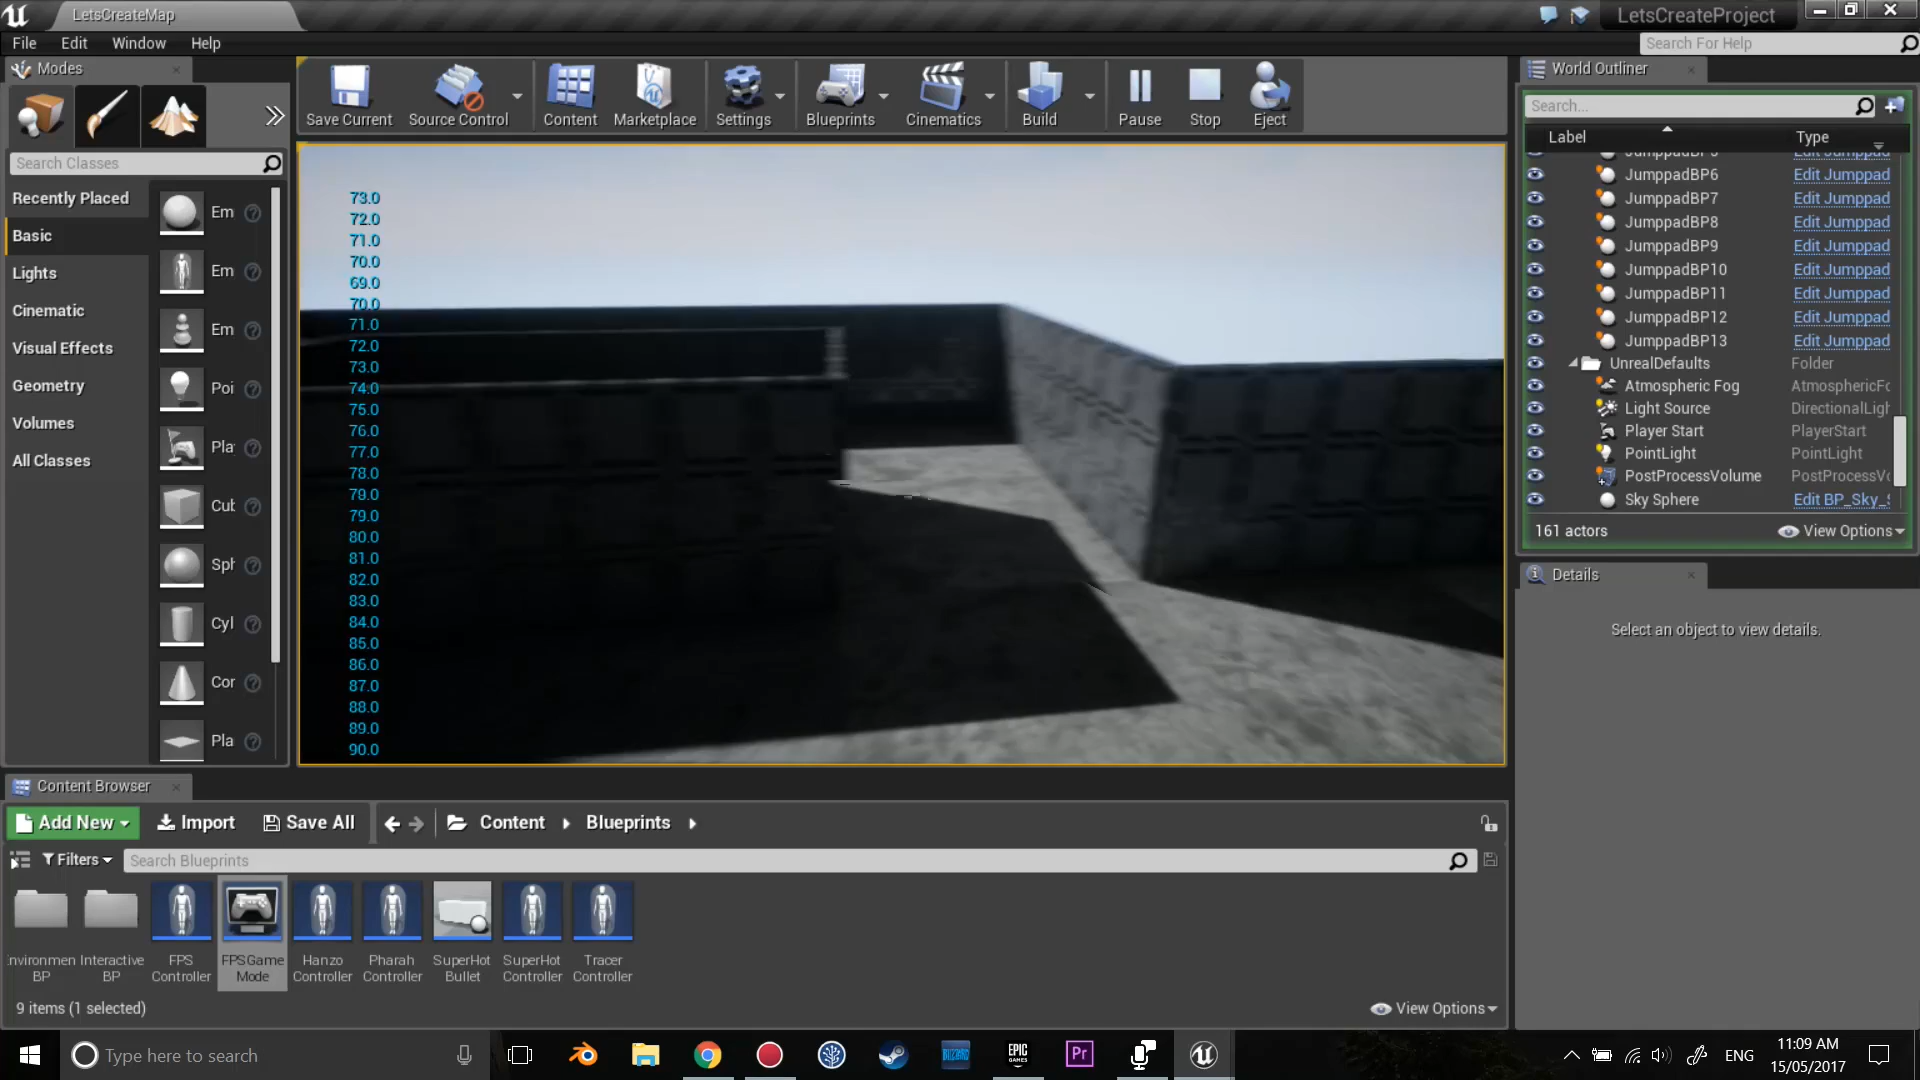 LetsCreateMap
LetsCreateProject
File Edit Window Help
Search For Help
Modes
Search Classes
Recently Placed
Basic
Lights
Cinematic
Visual Effects
Geometry
Volumes
All Classes
Em
Em
Em
Poi
Pla
Cub
Sph
Cyl
Cor
Pla
Save Current
Source Control
Content
Marketplace
Settings
Blueprints
Cinematics
Build
Pause
Stop
Eject
73.0
72.0
71.0
70.0
69.0
70.0
71.0
72.0
73.0
74.0
75.0
76.0
77.0
78.0
79.0
79.0
80.0
81.0
82.0
83.0
84.0
85.0
86.0
87.0
88.0
89.0
90.0
World Outliner
Search...
Label Type
JumppadBP6 Edit Jumppad
JumppadBP7 Edit Jumppad
JumppadBP8 Edit Jumppad
JumppadBP9 Edit Jumppad
JumppadBP10 Edit Jumppad
JumppadBP11 Edit Jumppad
JumppadBP12 Edit Jumppad
JumppadBP13 Edit Jumppad
UnrealDefaults Folder
Atmospheric Fog AtmosphericFo
Light Source DirectionalLigh
Player Start PlayerStart
PointLight PointLight
PostProcessVolume PostProcessVo
Sky Sphere Edit BP_Sky_S
161 actors View Options
Details
Select an object to view details.
Content Browser
Add New Import Save All Content Blueprints
Filters Search Blueprints
nvironmen BP
Interactive BP
FPS Controller
FPSGame Mode
Hanzo Controller
Pharah Controller
SuperHot Bullet
SuperHot Controller
Tracer Controller
9 items (1 selected) View Options
Type here to search
BLIZZARD
EPIC GAMES
Pr
ENG
11:09 AM
15/05/2017